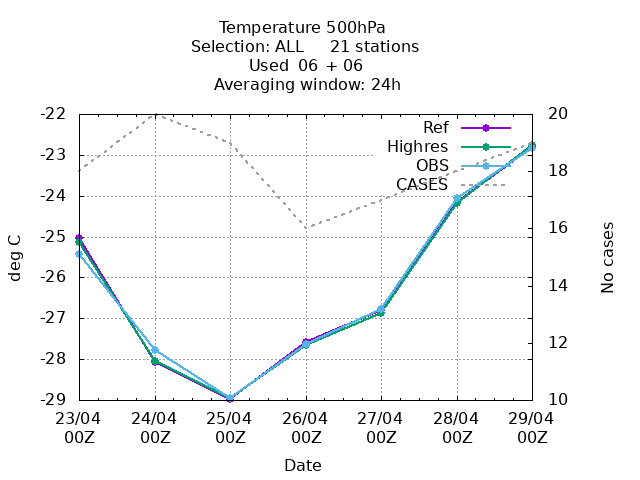 Temperature 500hPa
Selection: ALL 21 stations
Used 06 + 06
Averaging window: 24h
-22
-23
-24
-25
-26
-27
-28
-29
deg C
20
18
16
14
12
10
No cases
Ref
Highres
OBS
CASES
23/04 24/04 25/04 26/04 27/04 28/04 29/04
00Z 00Z 00Z 00Z 00Z 00Z 00Z
Date